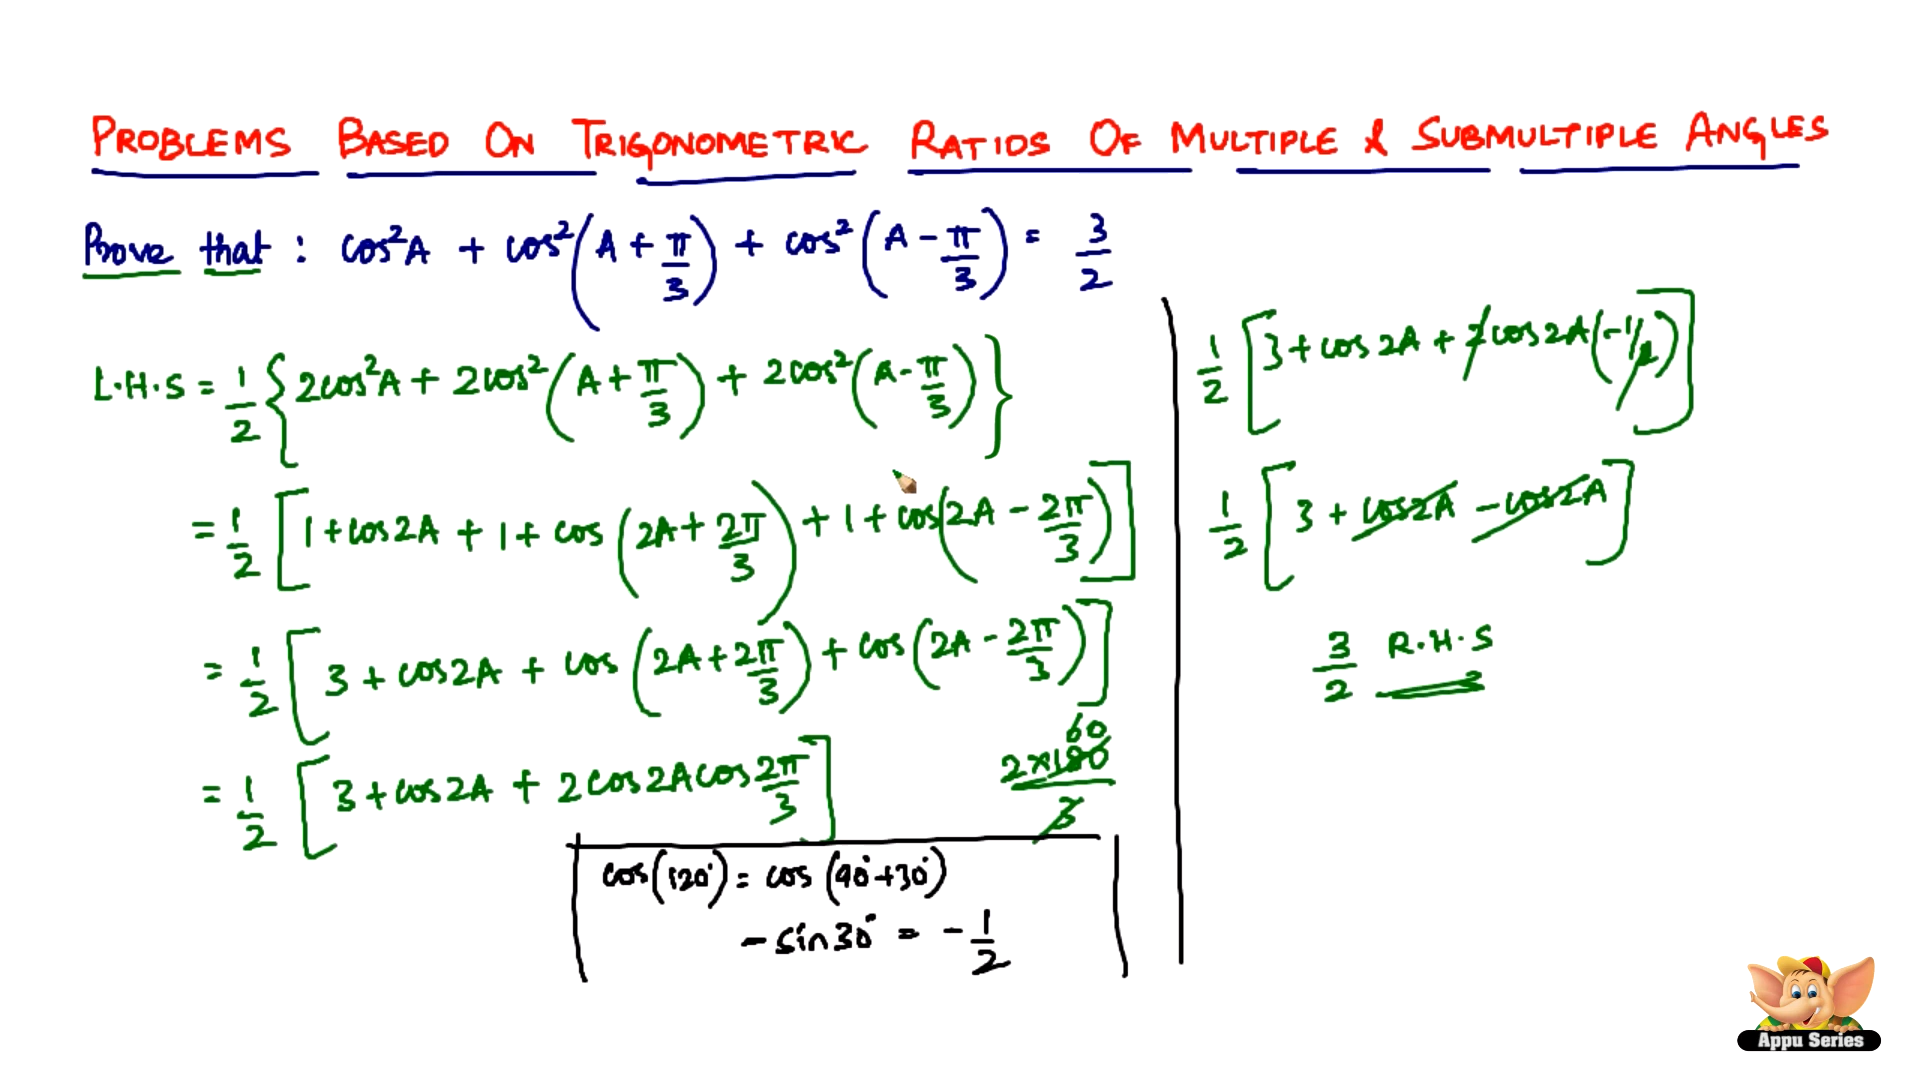 PROBLEMS BASED ON TRIGONOMETRIC RATIOS OF MULTIPLE & SUBMULTIPLE ANGLES
Prove that : cos²A + cos²(A + π/3) + cos²(A - π/3) = 3/2
L.H.S = 1/2 {2cos²A + 2cos²(A + π/3) + 2cos²(A - π/3)}
= 1/2 [1 + cos2A + 1 + cos(2A + 2π/3) + 1 + cos(2A - 2π/3)]
= 1/2 [3 + cos2A + cos(2A + 2π/3) + cos(2A - 2π/3)]
= 1/2 [3 + cos2A + 2cos2Acos 2π/3]
60
2×180/3
cos(120°) = cos(90°+30°)
-sin30° = -1/2
1/2 [3 + cos2A + 2cos2A(-1/2)]
1/2 [3 + cos2A - cos2A]
3/2 R.H.S
Appu Series